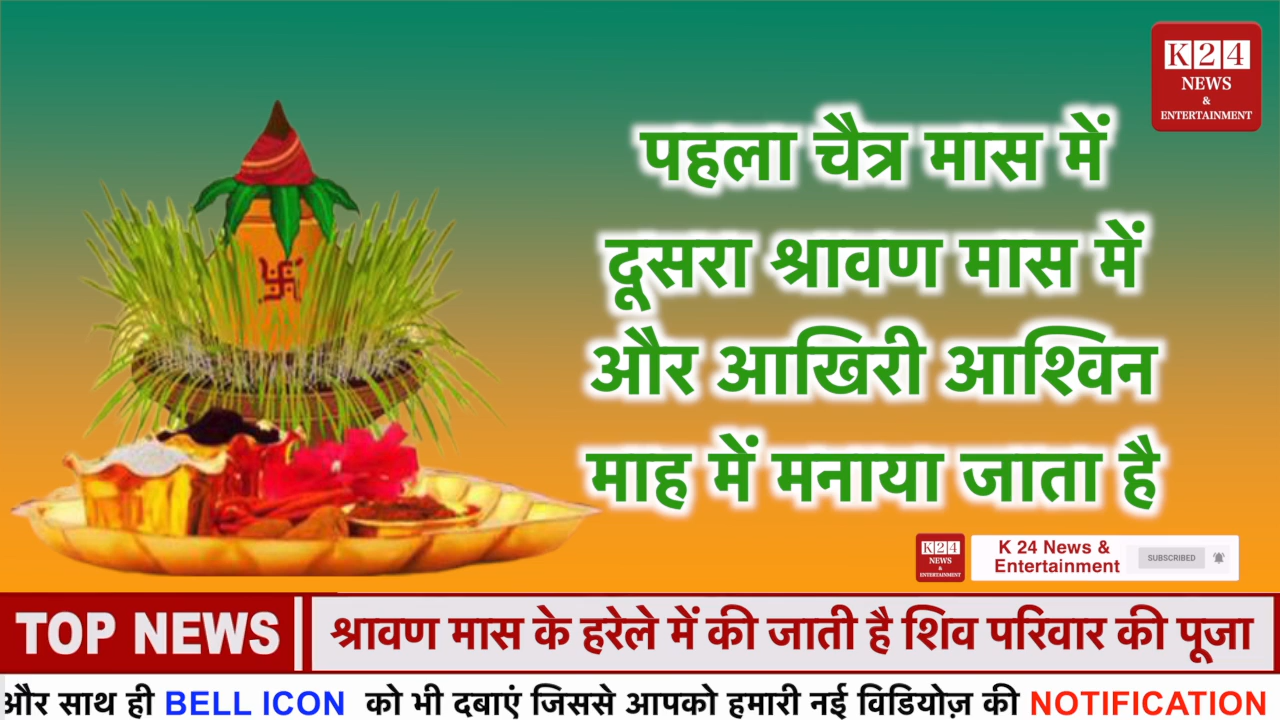 K24
NEWS
&
ENTERTAINMENT
पहला चैत्र मास में
दूसरा श्रावण मास में
और आखिरी आश्विन
माह में मनाया जाता है
K24
NEWS
&
ENTERTAINMENT
K 24 News &
Entertainment
SUBSCRIBED
TOP NEWS
श्रावण मास के हरेले में की जाती है शिव परिवार की पूजा
और साथ ही BELL ICON को भी दबाएं जिससे आपको हमारी नई विडियोज़ की NOTIFICATION